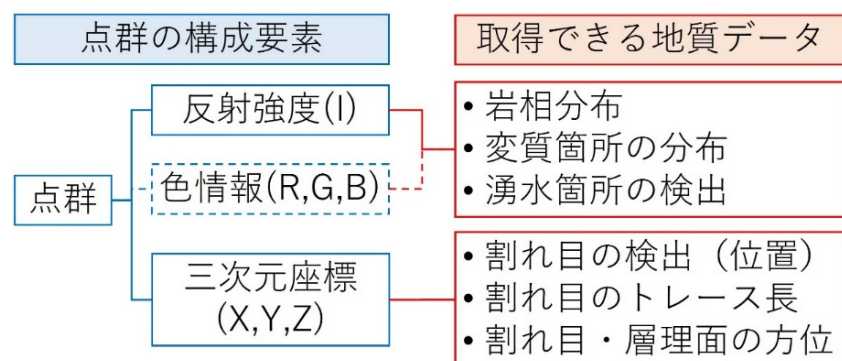 点群の構成要素
取得できる地質データ
点群
反射強度(I)
色情報(R,G,B)
三次元座標
(X,Y,Z)
• 岩相分布
• 変質箇所の分布
• 湧水箇所の検出
• 割れ目の検出（位置）
• 割れ目のトレース長
• 割れ目・層理面の方位